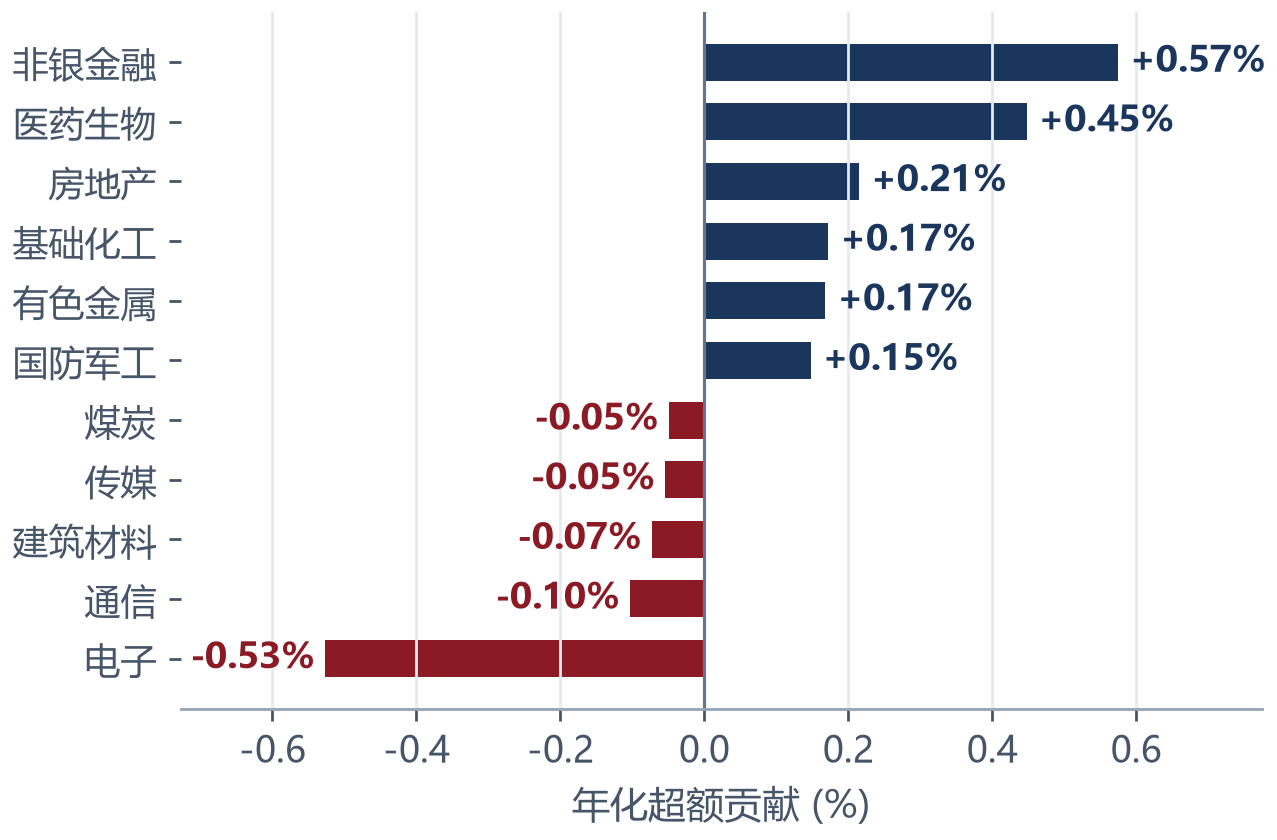 非银金融 +0.57%
医药生物 +0.45%
房地产 +0.21%
基础化工 +0.17%
有色金属 +0.17%
国防军工 +0.15%
煤炭 -0.05%
传媒 -0.05%
建筑材料 -0.07%
通信 -0.10%
电子 -0.53%
-0.6 -0.4 -0.2 0.0 0.2 0.4 0.6
年化超额贡献 (%)